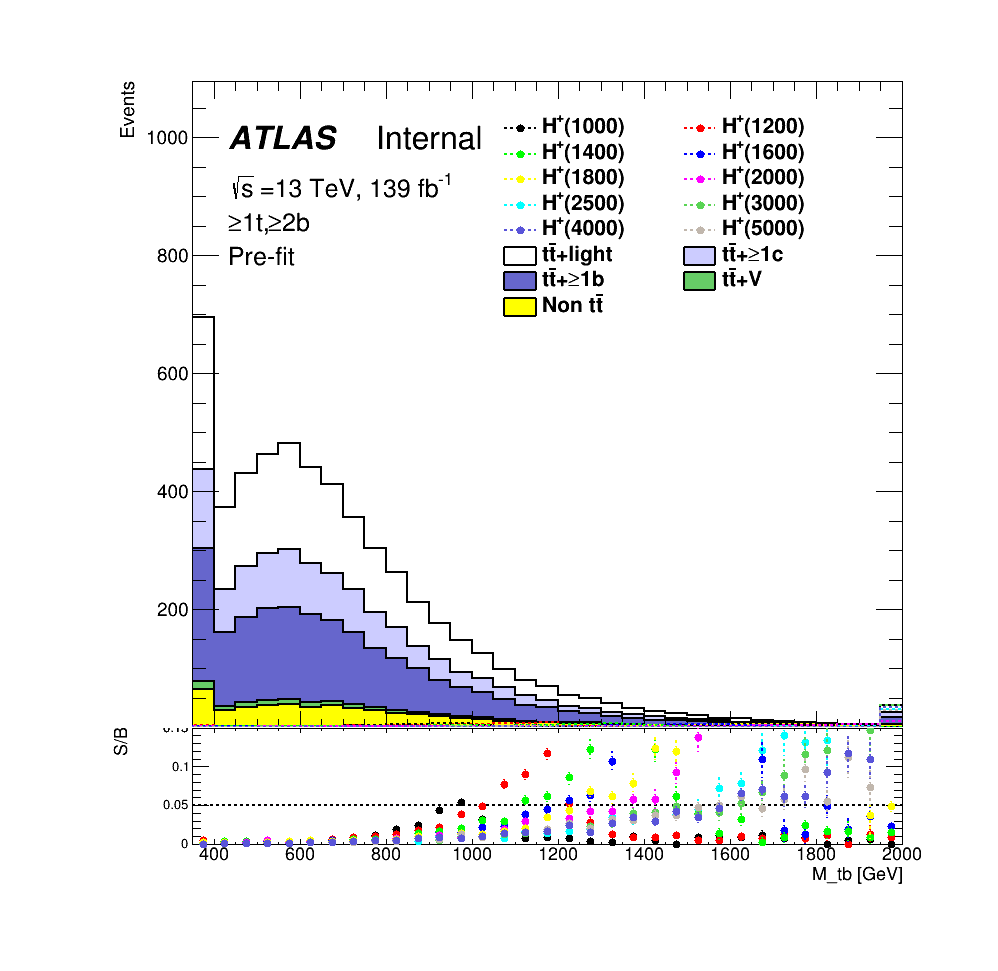 Events
1000
800
600
400
200
ATLAS Internal
√s =13 TeV, 139 fb⁻¹
≥1t,≥2b
Pre-fit
H⁺(1000) H⁺(1200)
H⁺(1400) H⁺(1600)
H⁺(1800) H⁺(2000)
H⁺(2500) H⁺(3000)
H⁺(4000) H⁺(5000)
tt̄+light tt̄+≥1c
tt̄+≥1b tt̄+V
Non tt̄
S/B
0.15
0.1
0.05
0
400 600 800 1000 1200 1400 1600 1800 2000
M_tb [GeV]